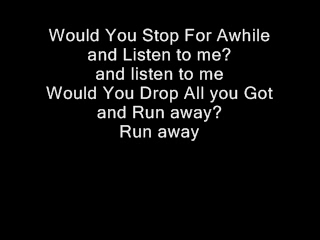 Would You Stop For Awhile
and Listen to me?
and listen to me
Would You Drop All you Got
and Run away?
Run away